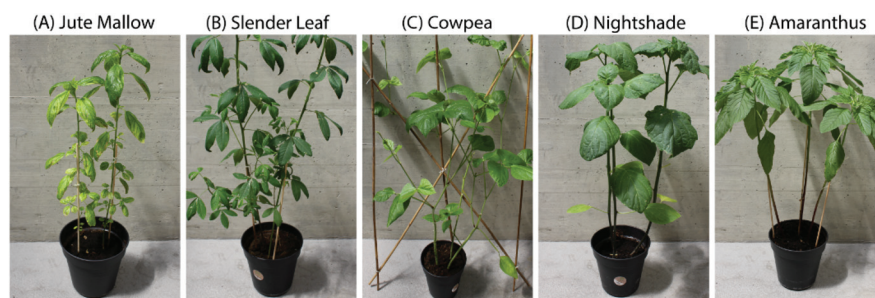 (A) Jute Mallow
(B) Slender Leaf
(C) Cowpea
(D) Nightshade
(E) Amaranthus